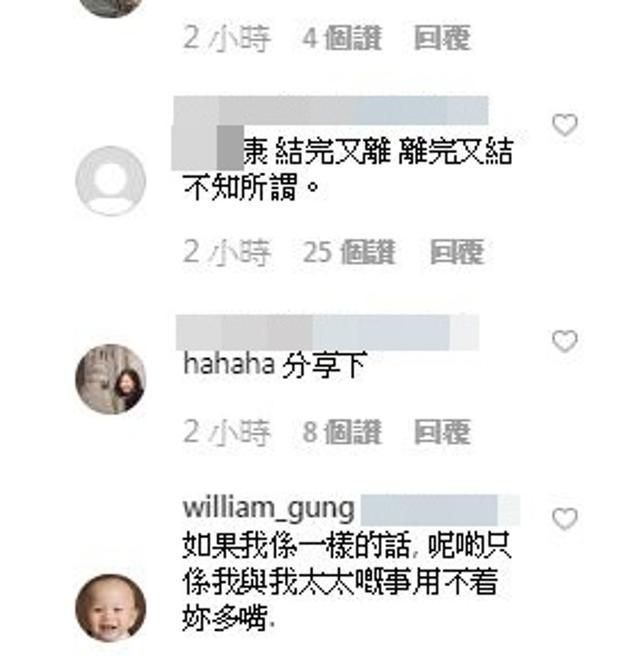 2 小時 4 個讚 回覆
結完又離 離完又結
不知所謂。
2 小時 25 個讚 回覆
hahaha 分享下
2 小時 8 個讚 回覆
william_gung
如果我係一樣的話, 呢啲只
係我與我太太嘅事用不着
妳多嘴.